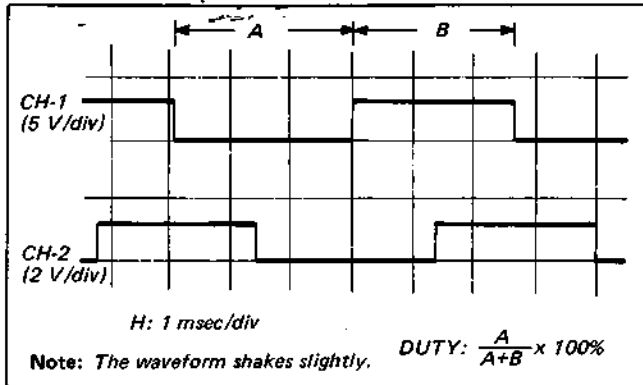 A B
CH-1
(5 V/div)
CH-2
(2 V/div)
H: 1 msec/div
Note: The waveform shakes slightly.
DUTY: A/A+B x 100%